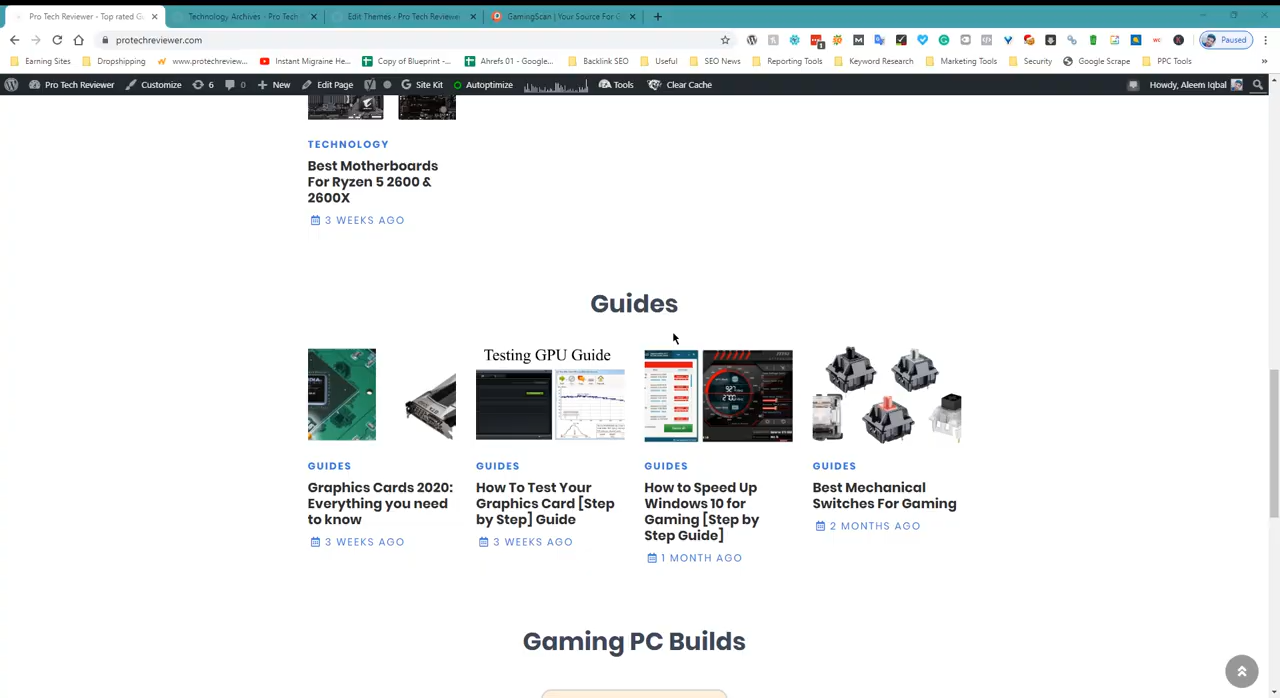 Pro Tech Reviewer - Top rated G
Technology Archives - Pro Tech
Edit Themes - Pro Tech Reviewer
GamingScan | Your Source For G
protechreviewer.com
Paused
Earning Sites
Dropshipping
www.protechreview...
Instant Migraine He...
Copy of Blueprint -...
Ahrefs 01 - Google...
Backlink SEO
Useful
SEO News
Reporting Tools
Keyword Research
Marketing Tools
Security
Google Scrape
PPC Tools
Pro Tech Reviewer
Customize
6
0
New
Edit Page
Site Kit
Autoptimize
Tools
Clear Cache
Howdy, Aleem Iqbal
TECHNOLOGY
Best Motherboards
For Ryzen 5 2600 &
2600X
3 WEEKS AGO
Guides
Testing GPU Guide
GUIDES
Graphics Cards 2020:
Everything you need
to know
3 WEEKS AGO
GUIDES
How To Test Your
Graphics Card [Step
by Step] Guide
3 WEEKS AGO
GUIDES
How to Speed Up
Windows 10 for
Gaming [Step by
Step Guide]
1 MONTH AGO
GUIDES
Best Mechanical
Switches For Gaming
2 MONTHS AGO
Gaming PC Builds